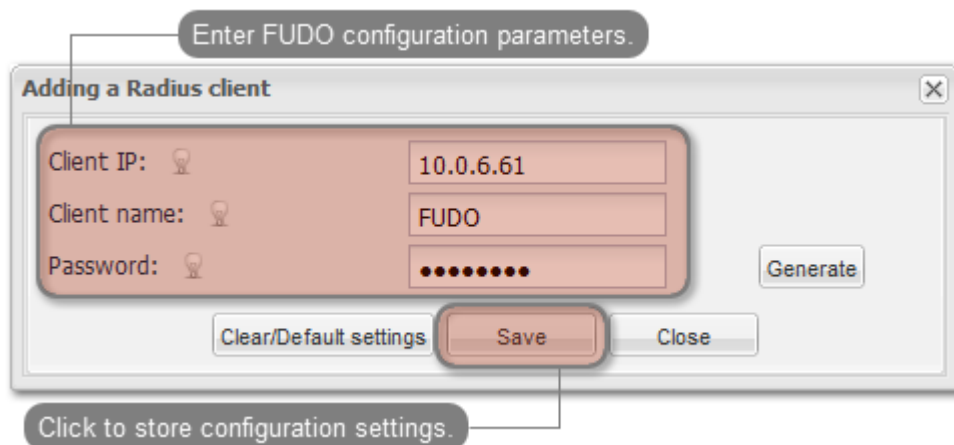 Enter FUDO configuration parameters.
Adding a Radius client
Client IP: 10.0.6.61
Client name: FUDO
Password: ●●●●●●●●
Generate
Clear/Default settings Save Close
Click to store configuration settings.